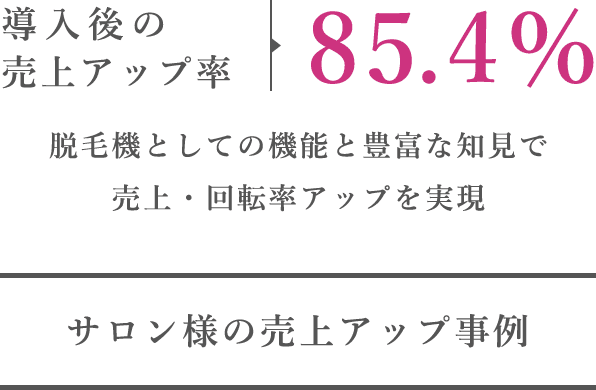 導入後の
売上アップ率
85.4%
脱毛機としての機能と豊富な知見で
売上・回転率アップを実現
サロン様の売上アップ事例